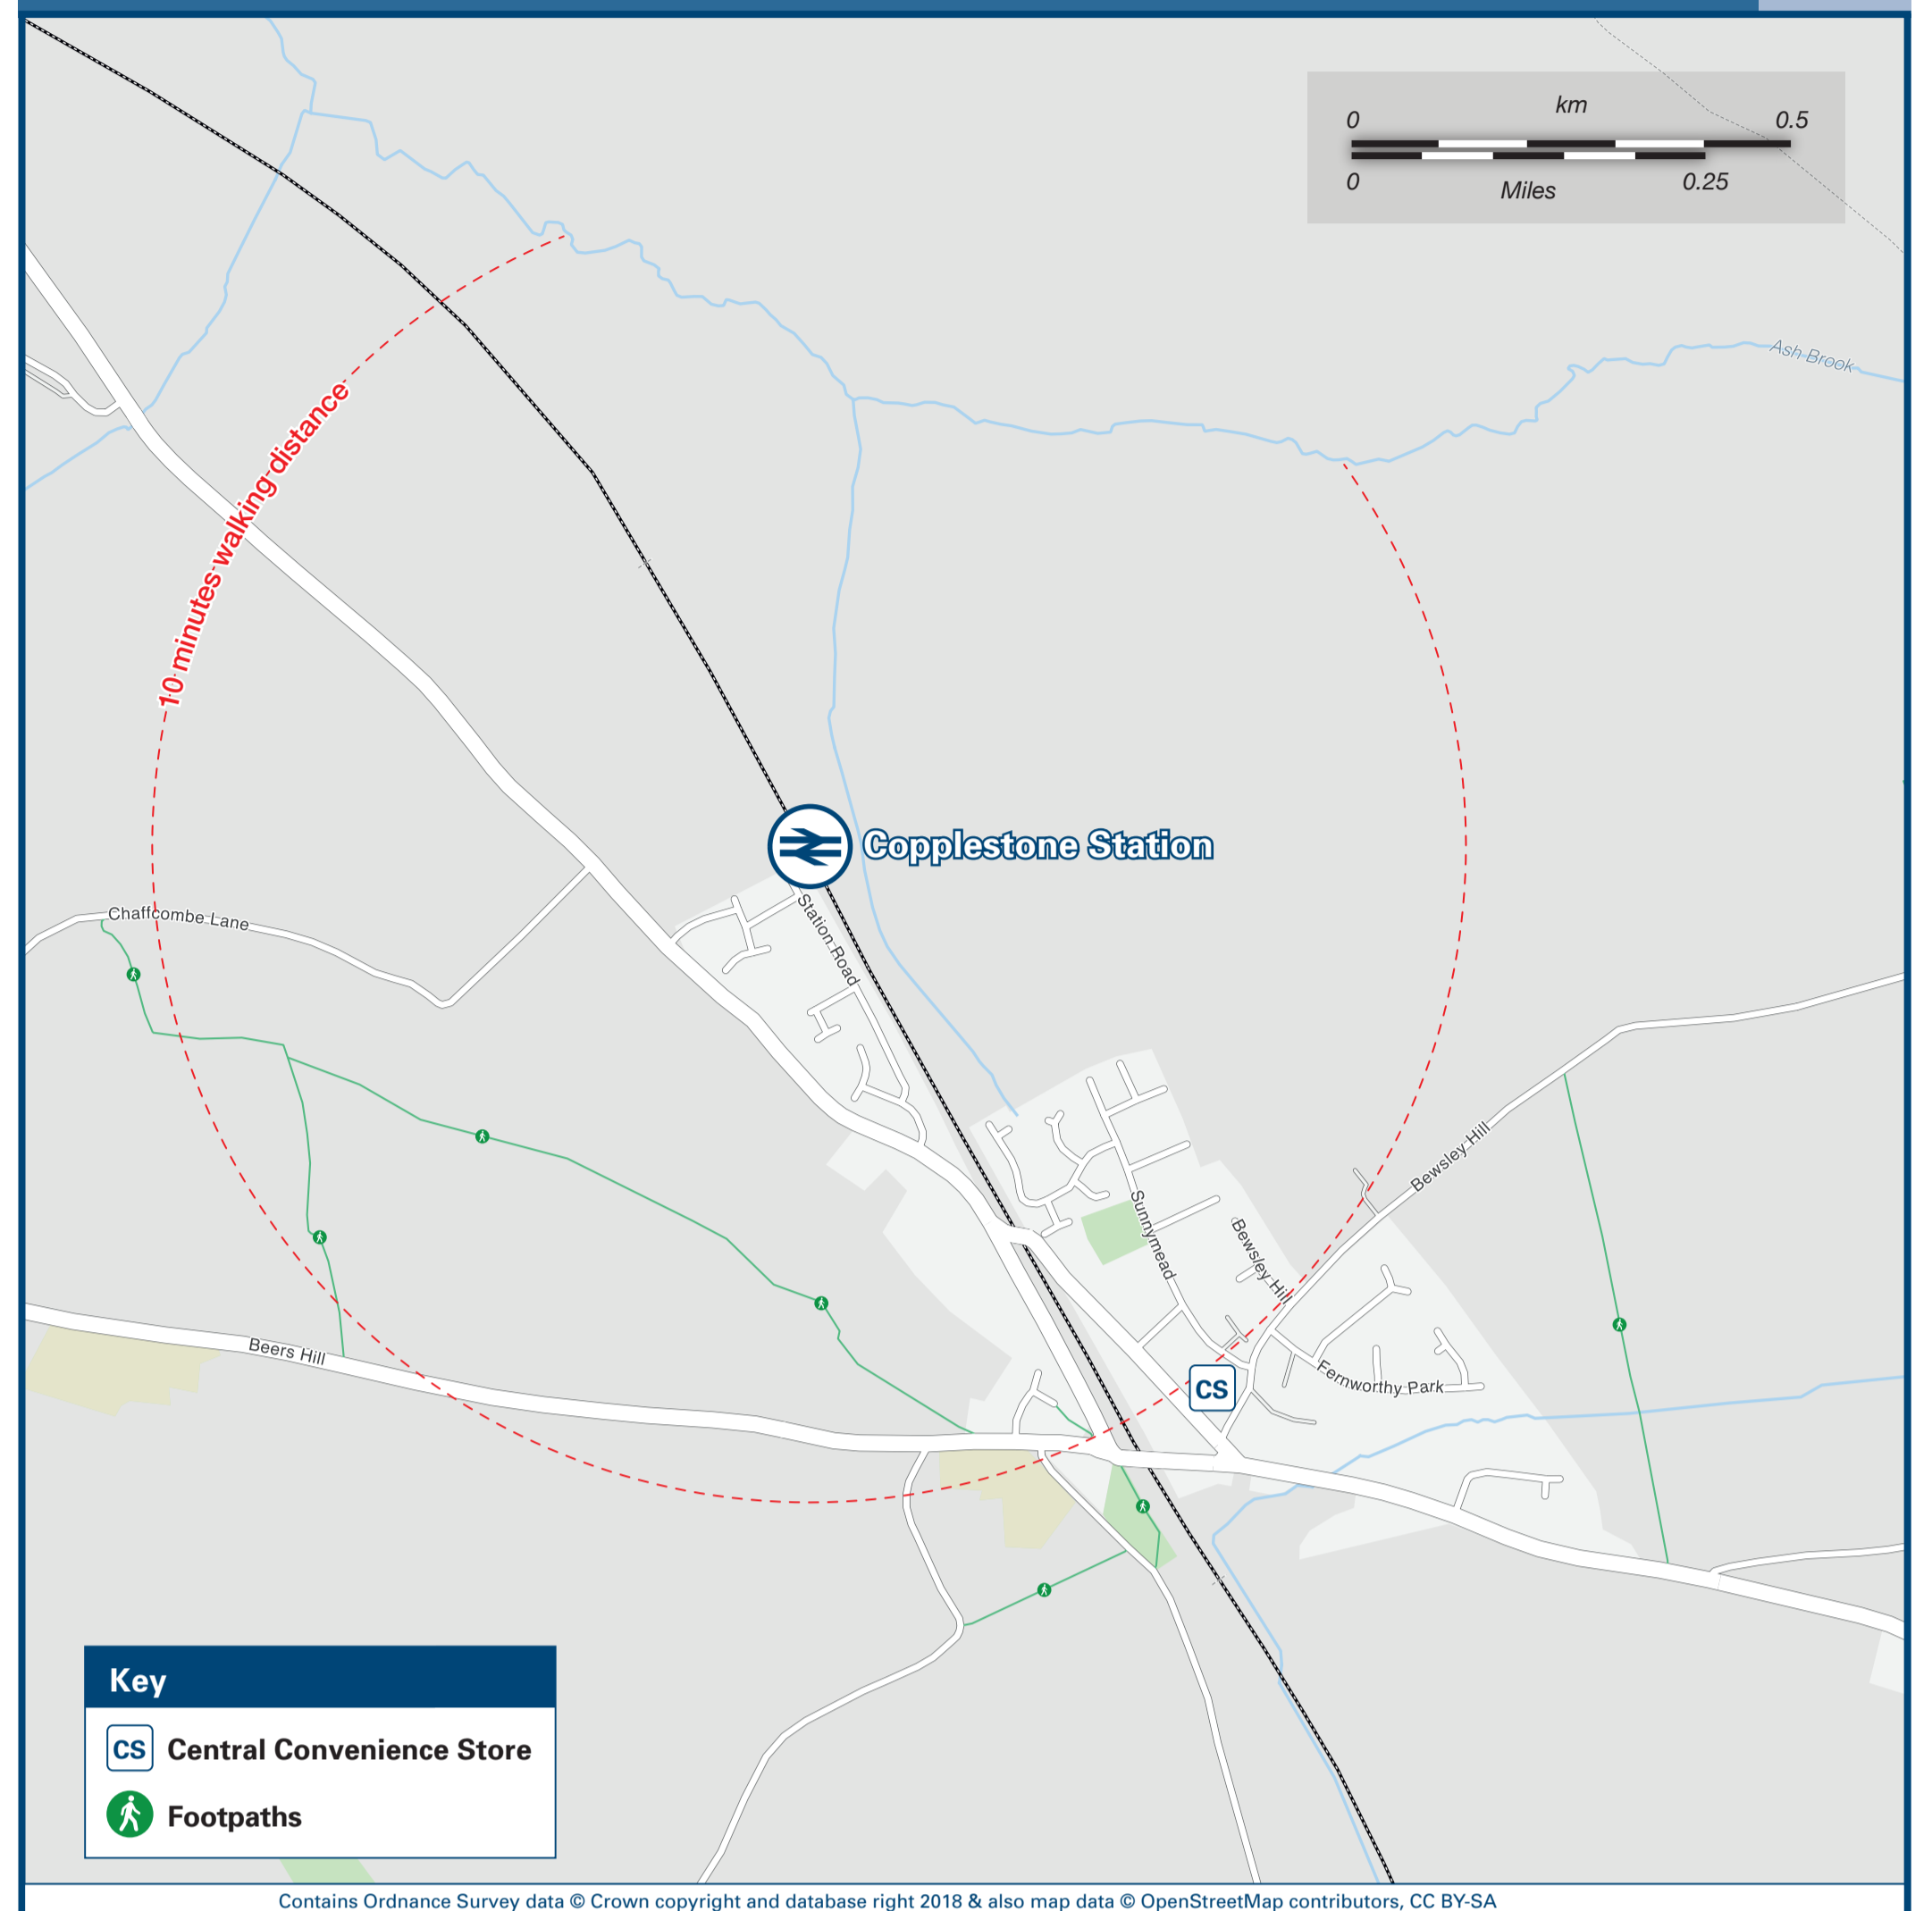 km
0 0.5
0 0.25
Miles
Ash Brook
10 minutes walking distance
Copplestone Station
Station Road
Chaffcombe Lane
Bewsley Hill
Sunnymead
Bewsley Hill
Beers Hill
Fernworthy Park
CS
Key
CS Central Convenience Store
Footpaths
Contains Ordnance Survey data © Crown copyright and database right 2018 & also map data © OpenStreetMap contributors, CC BY-SA